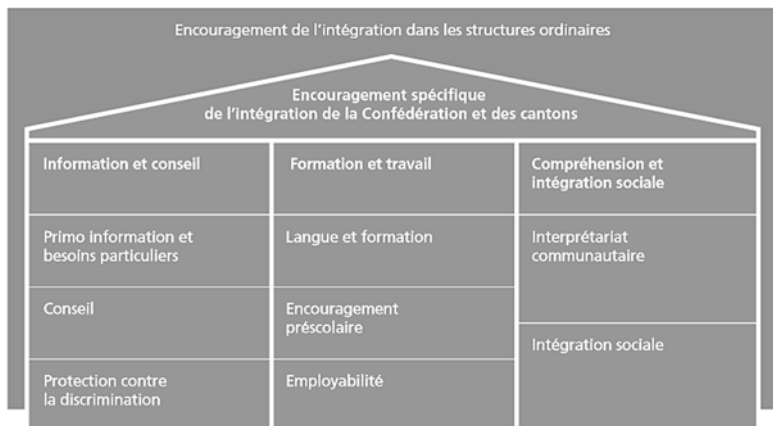 Encouragement de l'intégration dans les structures ordinaires
Encouragement spécifique
de l'intégration de la Confédération et des cantons
Information et conseil
Primo information et
besoins particuliers
Conseil
Protection contre
la discrimination
Formation et travail
Langue et formation
Encouragement
préscolaire
Employabilité
Compréhension et
intégration sociale
Interprétariat
communautaire
Intégration sociale